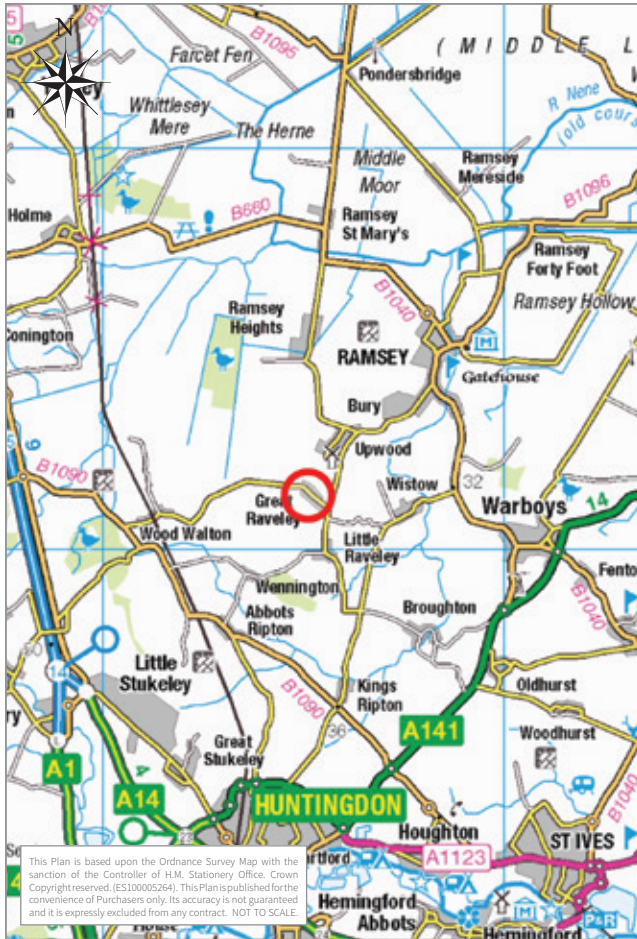 N
B1095
Farcet Fen
( M I D D L E L
Pondersbridge
Whittlesey
Mere
The Herne
R Nene
(old cours
Middle
Moor
Ramsey
Mereside
B1096
Holme
B660
Ramsey
St Mary's
Ramsey
Forty Foot
Ramsey Hollow
Conington
Ramsey
Heights
B1040
RAMSEY
M
Gatehouse
Bury
Upwood
B1090
Great
Raveley
Wistow
32
Warboys
14
Wood Walton
Little
Raveley
Fento
Wennington
Abbots
Ripton
Broughton
B1040
Little
Stukeley
14
B1090
Kings
Ripton
Oldhurst
36
A141
Woodhurst
Great
Stukeley
A1
A14
4
HUNTINGDON
B1040
23
Houghton
ST IVES
A1123
This Plan is based upon the Ordnance Survey Map with the
sanction of the Controller of H.M. Stationery Office. Crown
Copyright reserved. (ES100005264). This Plan is published for the
convenience of Purchasers only. Its accuracy is not guaranteed
and it is expressly excluded from any contract. NOT TO SCALE.
rtford
Hemingford
Abbots
M
P&R
Hemingford
24